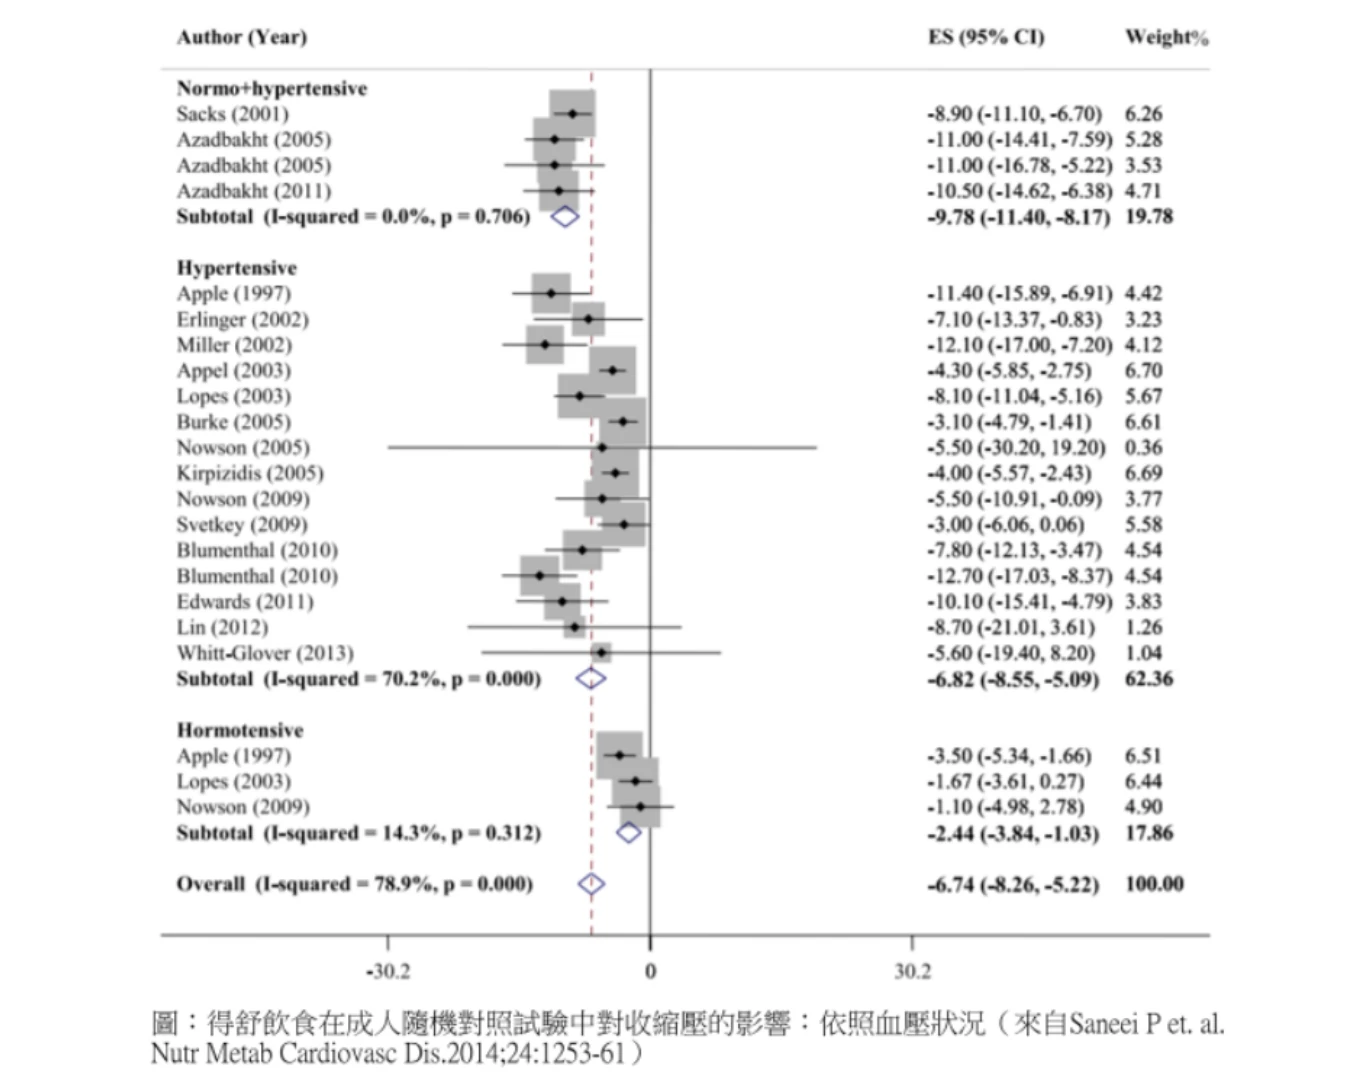 Author (Year) ES (95% CI) Weight%
Normo+hypertensive
Sacks (2001) -8.90 (-11.10, -6.70) 6.26
Azadbakht (2005) -11.00 (-14.41, -7.59) 5.28
Azadbakht (2005) -11.00 (-16.78, -5.22) 3.53
Azadbakht (2011) -10.50 (-14.62, -6.38) 4.71
Subtotal (I-squared = 0.0%, p = 0.706) -9.78 (-11.40, -8.17) 19.78
Hypertensive
Apple (1997) -11.40 (-15.89, -6.91) 4.42
Erlinger (2002) -7.10 (-13.37, -0.83) 3.23
Miller (2002) -12.10 (-17.00, -7.20) 4.12
Appel (2003) -4.30 (-5.85, -2.75) 6.70
Lopes (2003) -8.10 (-11.04, -5.16) 5.67
Burke (2005) -3.10 (-4.79, -1.41) 6.61
Nowson (2005) -5.50 (-30.20, 19.20) 0.36
Kirpizidis (2005) -4.00 (-5.57, -2.43) 6.69
Nowson (2009) -5.50 (-10.91, -0.09) 3.77
Svetkey (2009) -3.00 (-6.06, 0.06) 5.58
Blumenthal (2010) -7.80 (-12.13, -3.47) 4.54
Blumenthal (2010) -12.70 (-17.03, -8.37) 4.54
Edwards (2011) -10.10 (-15.41, -4.79) 3.83
Lin (2012) -8.70 (-21.01, 3.61) 1.26
Whitt-Glover (2013) -5.60 (-19.40, 8.20) 1.04
Subtotal (I-squared = 70.2%, p = 0.000) -6.82 (-8.55, -5.09) 62.36
Hormotensive
Apple (1997) -3.50 (-5.34, -1.66) 6.51
Lopes (2003) -1.67 (-3.61, 0.27) 6.44
Nowson (2009) -1.10 (-4.98, 2.78) 4.90
Subtotal (I-squared = 14.3%, p = 0.312) -2.44 (-3.84, -1.03) 17.86
Overall (I-squared = 78.9%, p = 0.000) -6.74 (-8.26, -5.22) 100.00
-30.2 0 30.2
圖：得舒飲食在成人隨機對照試驗中對收縮壓的影響：依照血壓狀況（來自Saneei P et. al.
Nutr Metab Cardiovasc Dis.2014;24:1253-61）